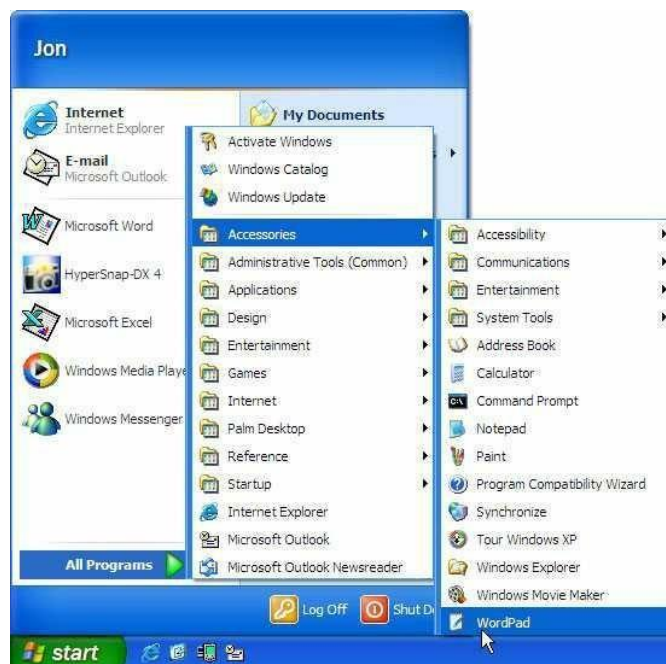 Jon
Internet
Internet Explorer
E-mail
Microsoft Outlook
Microsoft Word
HyperSnap-DX 4
Microsoft Excel
Windows Media Playe
Windows Messenger
All Programs
My Documents
Activate Windows
Windows Catalog
Windows Update
Accessories
Administrative Tools (Common)
Applications
Design
Entertainment
Games
Internet
Palm Desktop
Reference
Startup
Internet Explorer
Microsoft Outlook
Microsoft Outlook Newsreader
Accessibility
Communications
Entertainment
System Tools
Address Book
Calculator
Command Prompt
Notepad
Paint
Program Compatibility Wizard
Synchronize
Tour Windows XP
Windows Explorer
Windows Movie Maker
WordPad
Log Off
Shut D
start